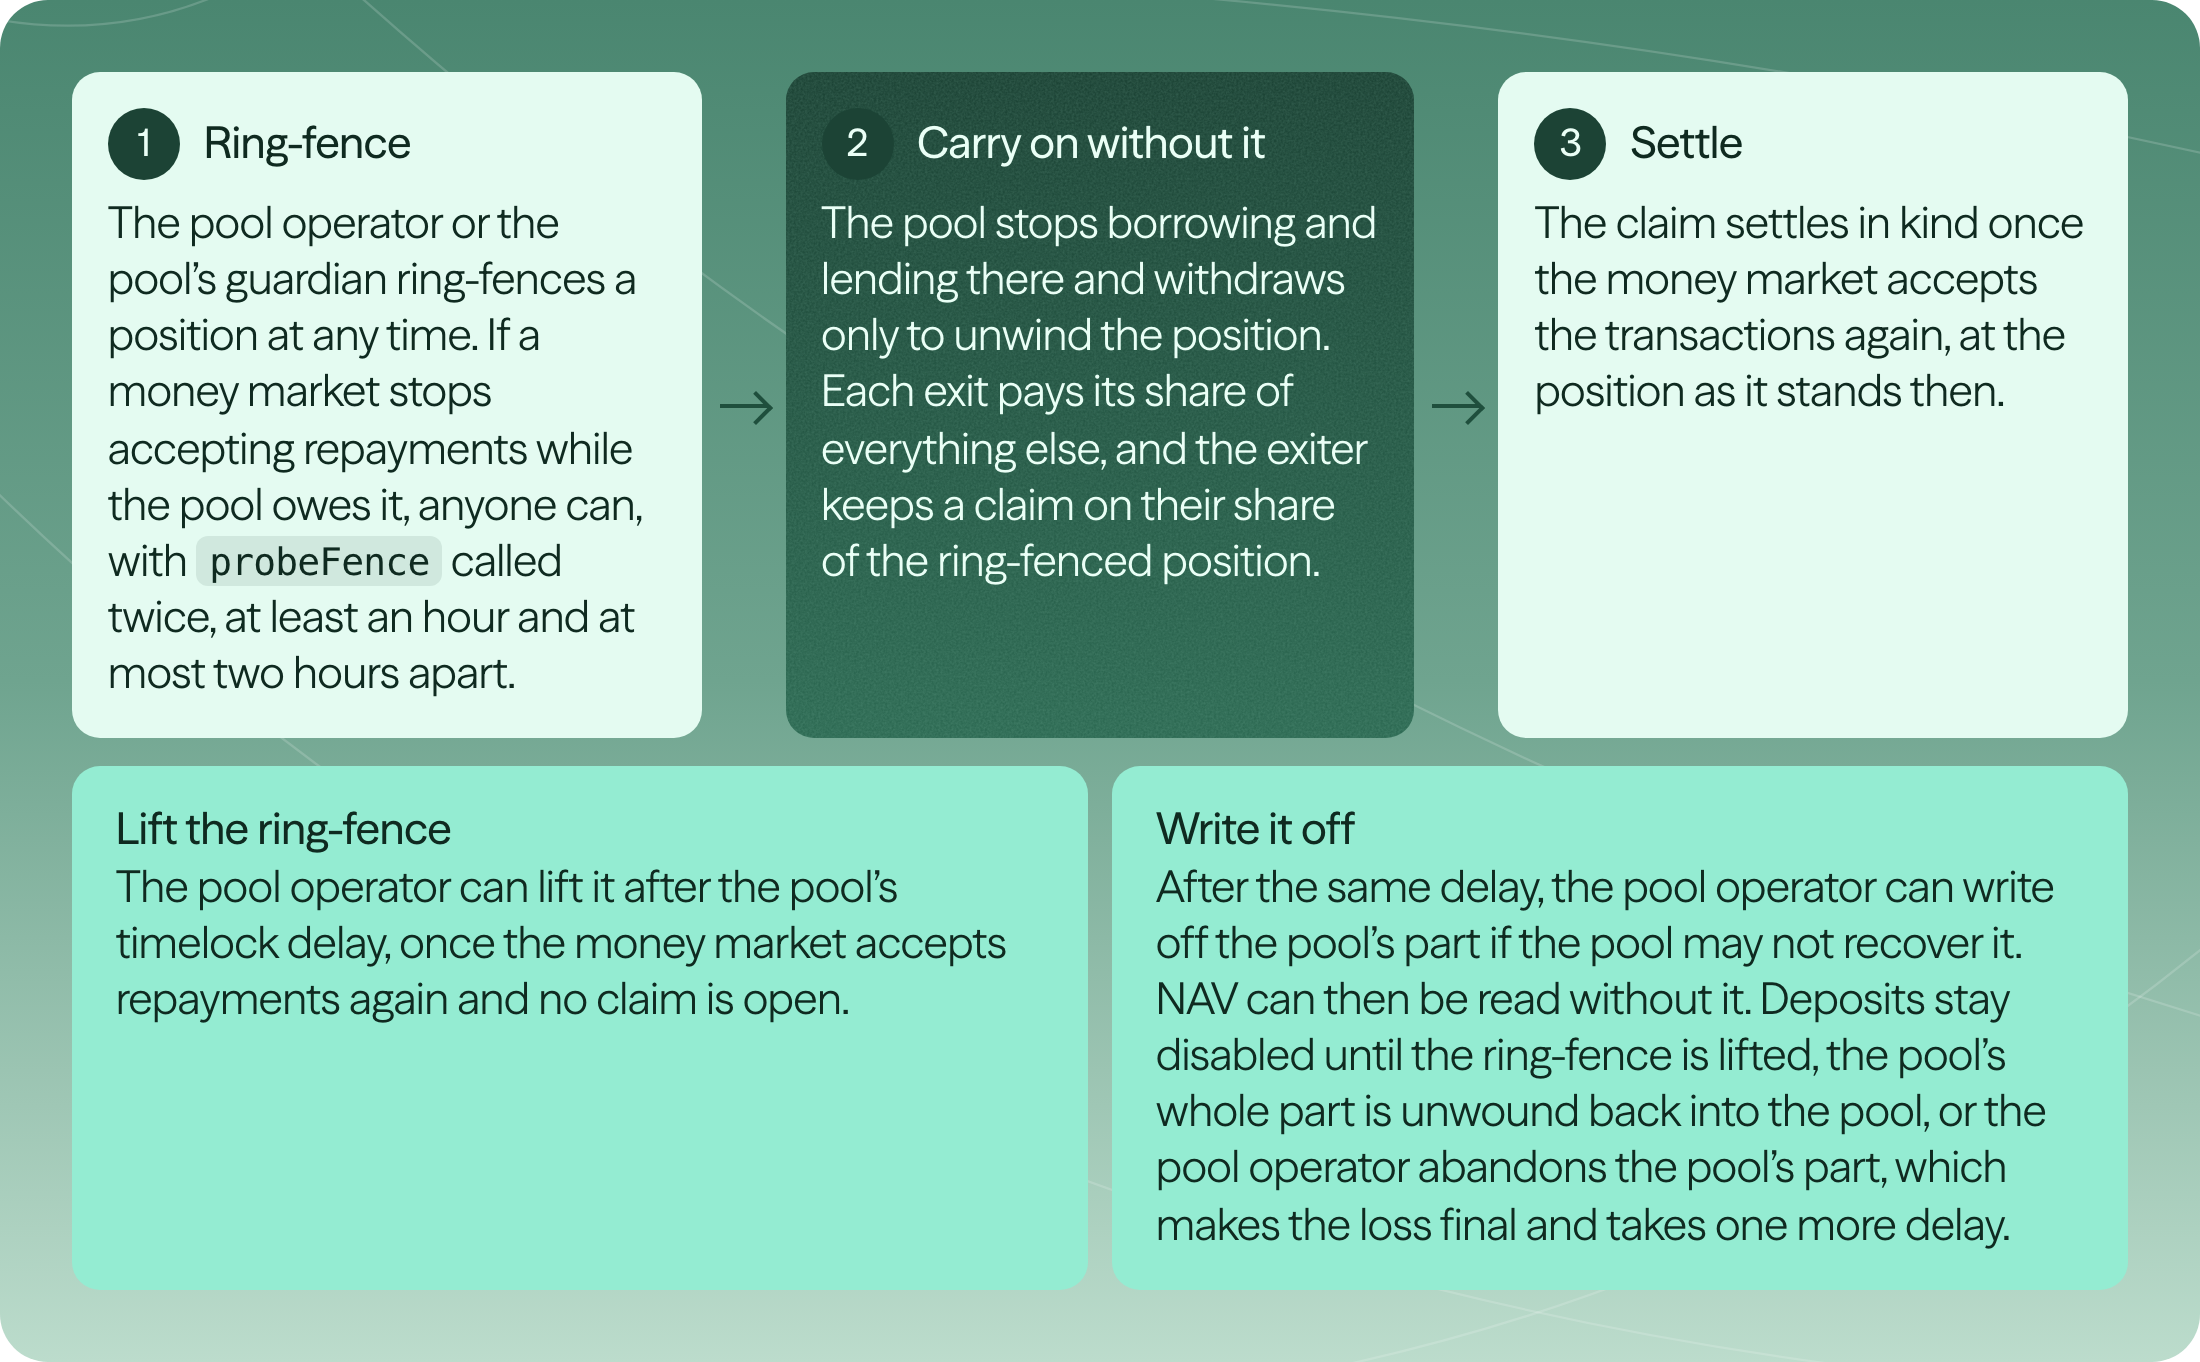 1
Ring-fence
The pool operator or the
pool’s guardian ring-fences a
position at any time. If a
money market stops
accepting repayments while
the pool owes it, anyone can,
with probeFence called
twice, at least an hour and at
most two hours apart.
2
Carry on without it
The pool stops borrowing and
lending there and withdraws
only to unwind the position.
Each exit pays its share of
everything else, and the exiter
keeps a claim on their share
of the ring-fenced position.
3
Settle
The claim settles in kind once
the money market accepts
the transactions again, at the
position as it stands then.
Lift the ring-fence
The pool operator can lift it after the pool’s
timelock delay, once the money market accepts
repayments again and no claim is open.
Write it off
After the same delay, the pool operator can write
off the pool’s part if the pool may not recover it.
NAV can then be read without it. Deposits stay
disabled until the ring-fence is lifted, the pool’s
whole part is unwound back into the pool, or the
pool operator abandons the pool’s part, which
makes the loss final and takes one more delay.